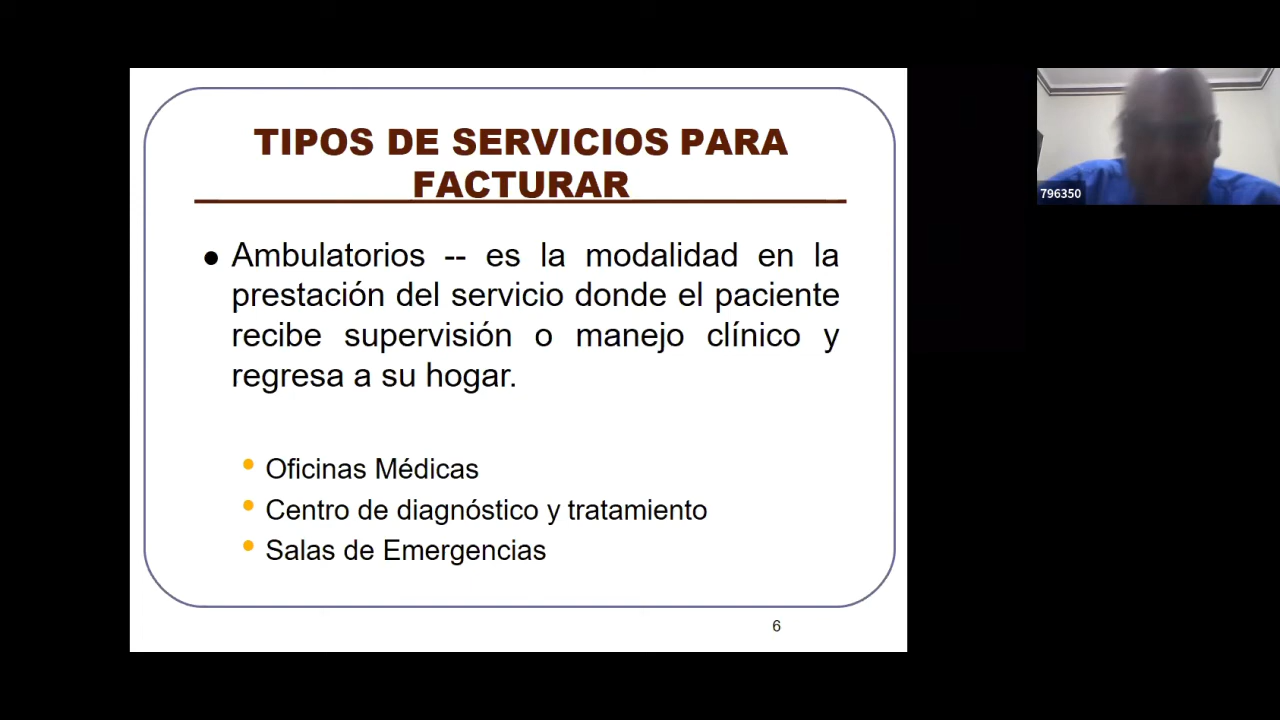 TIPOS DE SERVICIOS PARA
FACTURAR
● Ambulatorios -- es la modalidad en la
prestación del servicio donde el paciente
recibe supervisión o manejo clínico y
regresa a su hogar.
• Oficinas Médicas
• Centro de diagnóstico y tratamiento
• Salas de Emergencias
6
796350